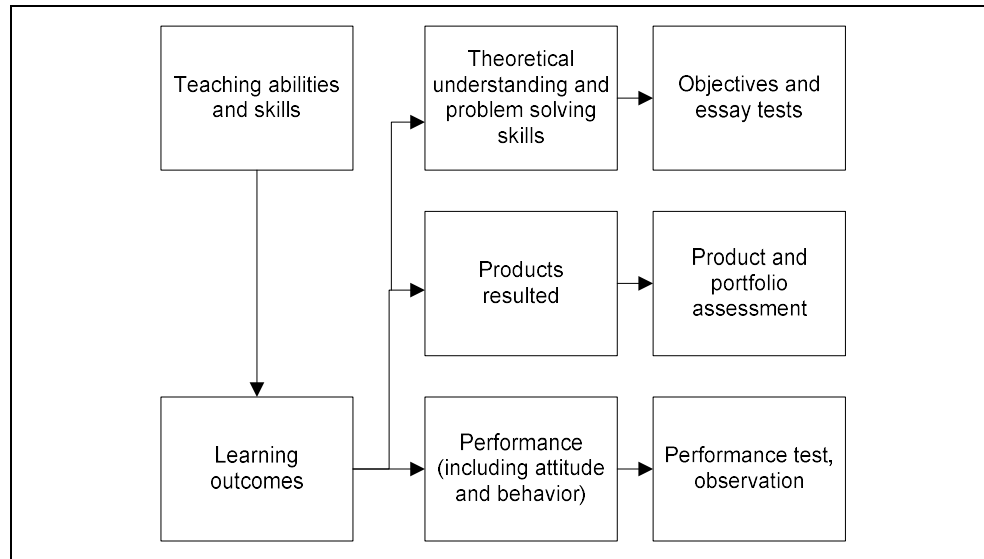 Teaching abilities
and skills
Theoretical
understanding and
problem solving
skills
Objectives and
essay tests
Products
resulted
Product and
portfolio
assessment
Learning
outcomes
Performance
(including attitude
and behavior)
Performance test,
observation